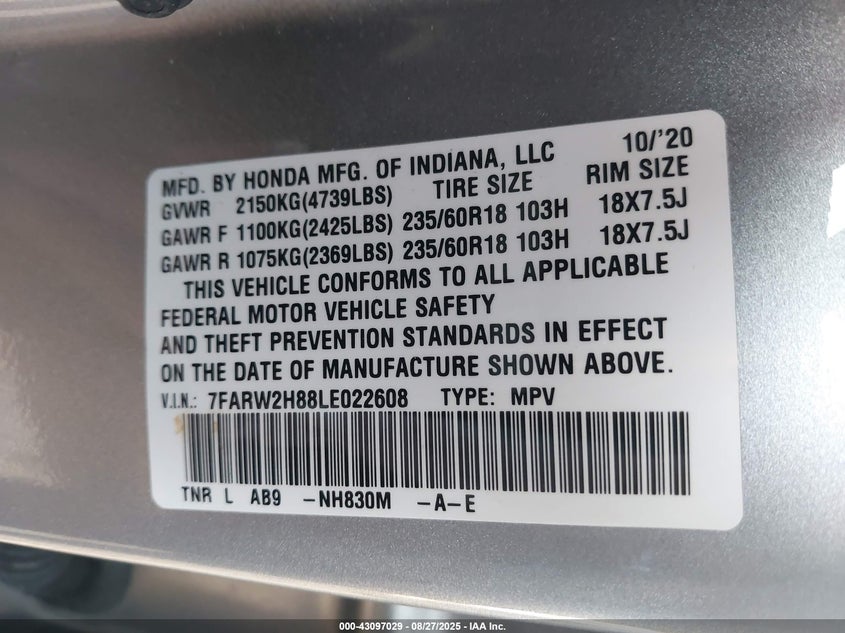 10/'20
MFD. BY HONDA MFG. OF INDIANA, LLC
GVWR 2150KG(4739LBS) TIRE SIZE RIM SIZE
GAWR F 1100KG(2425LBS) 235/60R18 103H 18X7.5J
GAWR R 1075KG(2369LBS) 235/60R18 103H 18X7.5J
THIS VEHICLE CONFORMS TO ALL APPLICABLE
FEDERAL MOTOR VEHICLE SAFETY
AND THEFT PREVENTION STANDARDS IN EFFECT
ON THE DATE OF MANUFACTURE SHOWN ABOVE.
V.I.N.: 7FARW2H88LE022608 TYPE: MPV
TNR L AB9 -NH830M -A-E
000-43097029 - 08/27/2025 - IAA Inc.